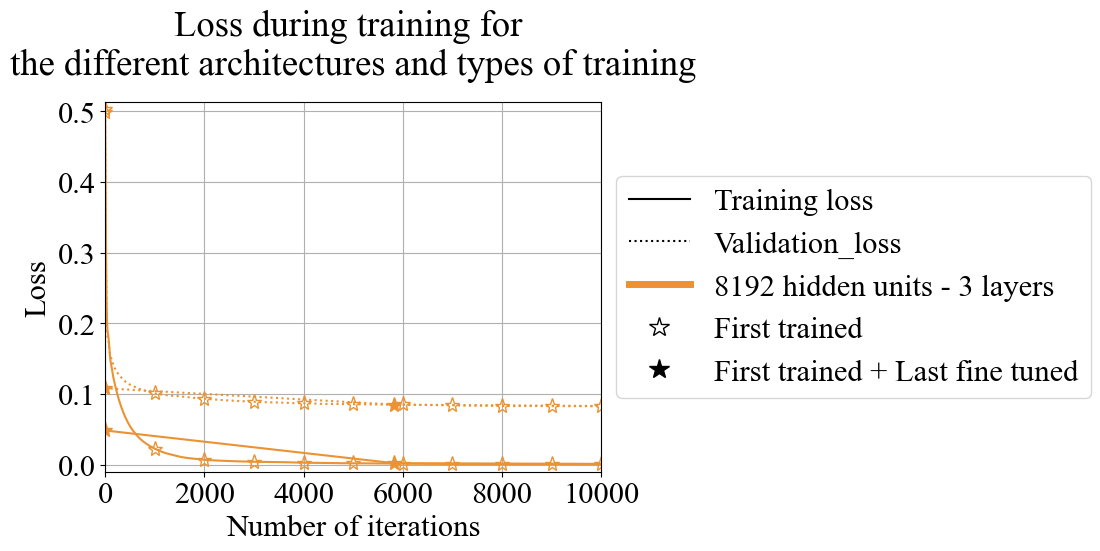 Loss during training for
the different architectures and types of training
0.5
0.4
0.3
0.2
0.1
0.0
Loss
0 2000 4000 6000 8000 10000
Number of iterations
Training loss
Validation_loss
8192 hidden units - 3 layers
First trained
First trained + Last fine tuned